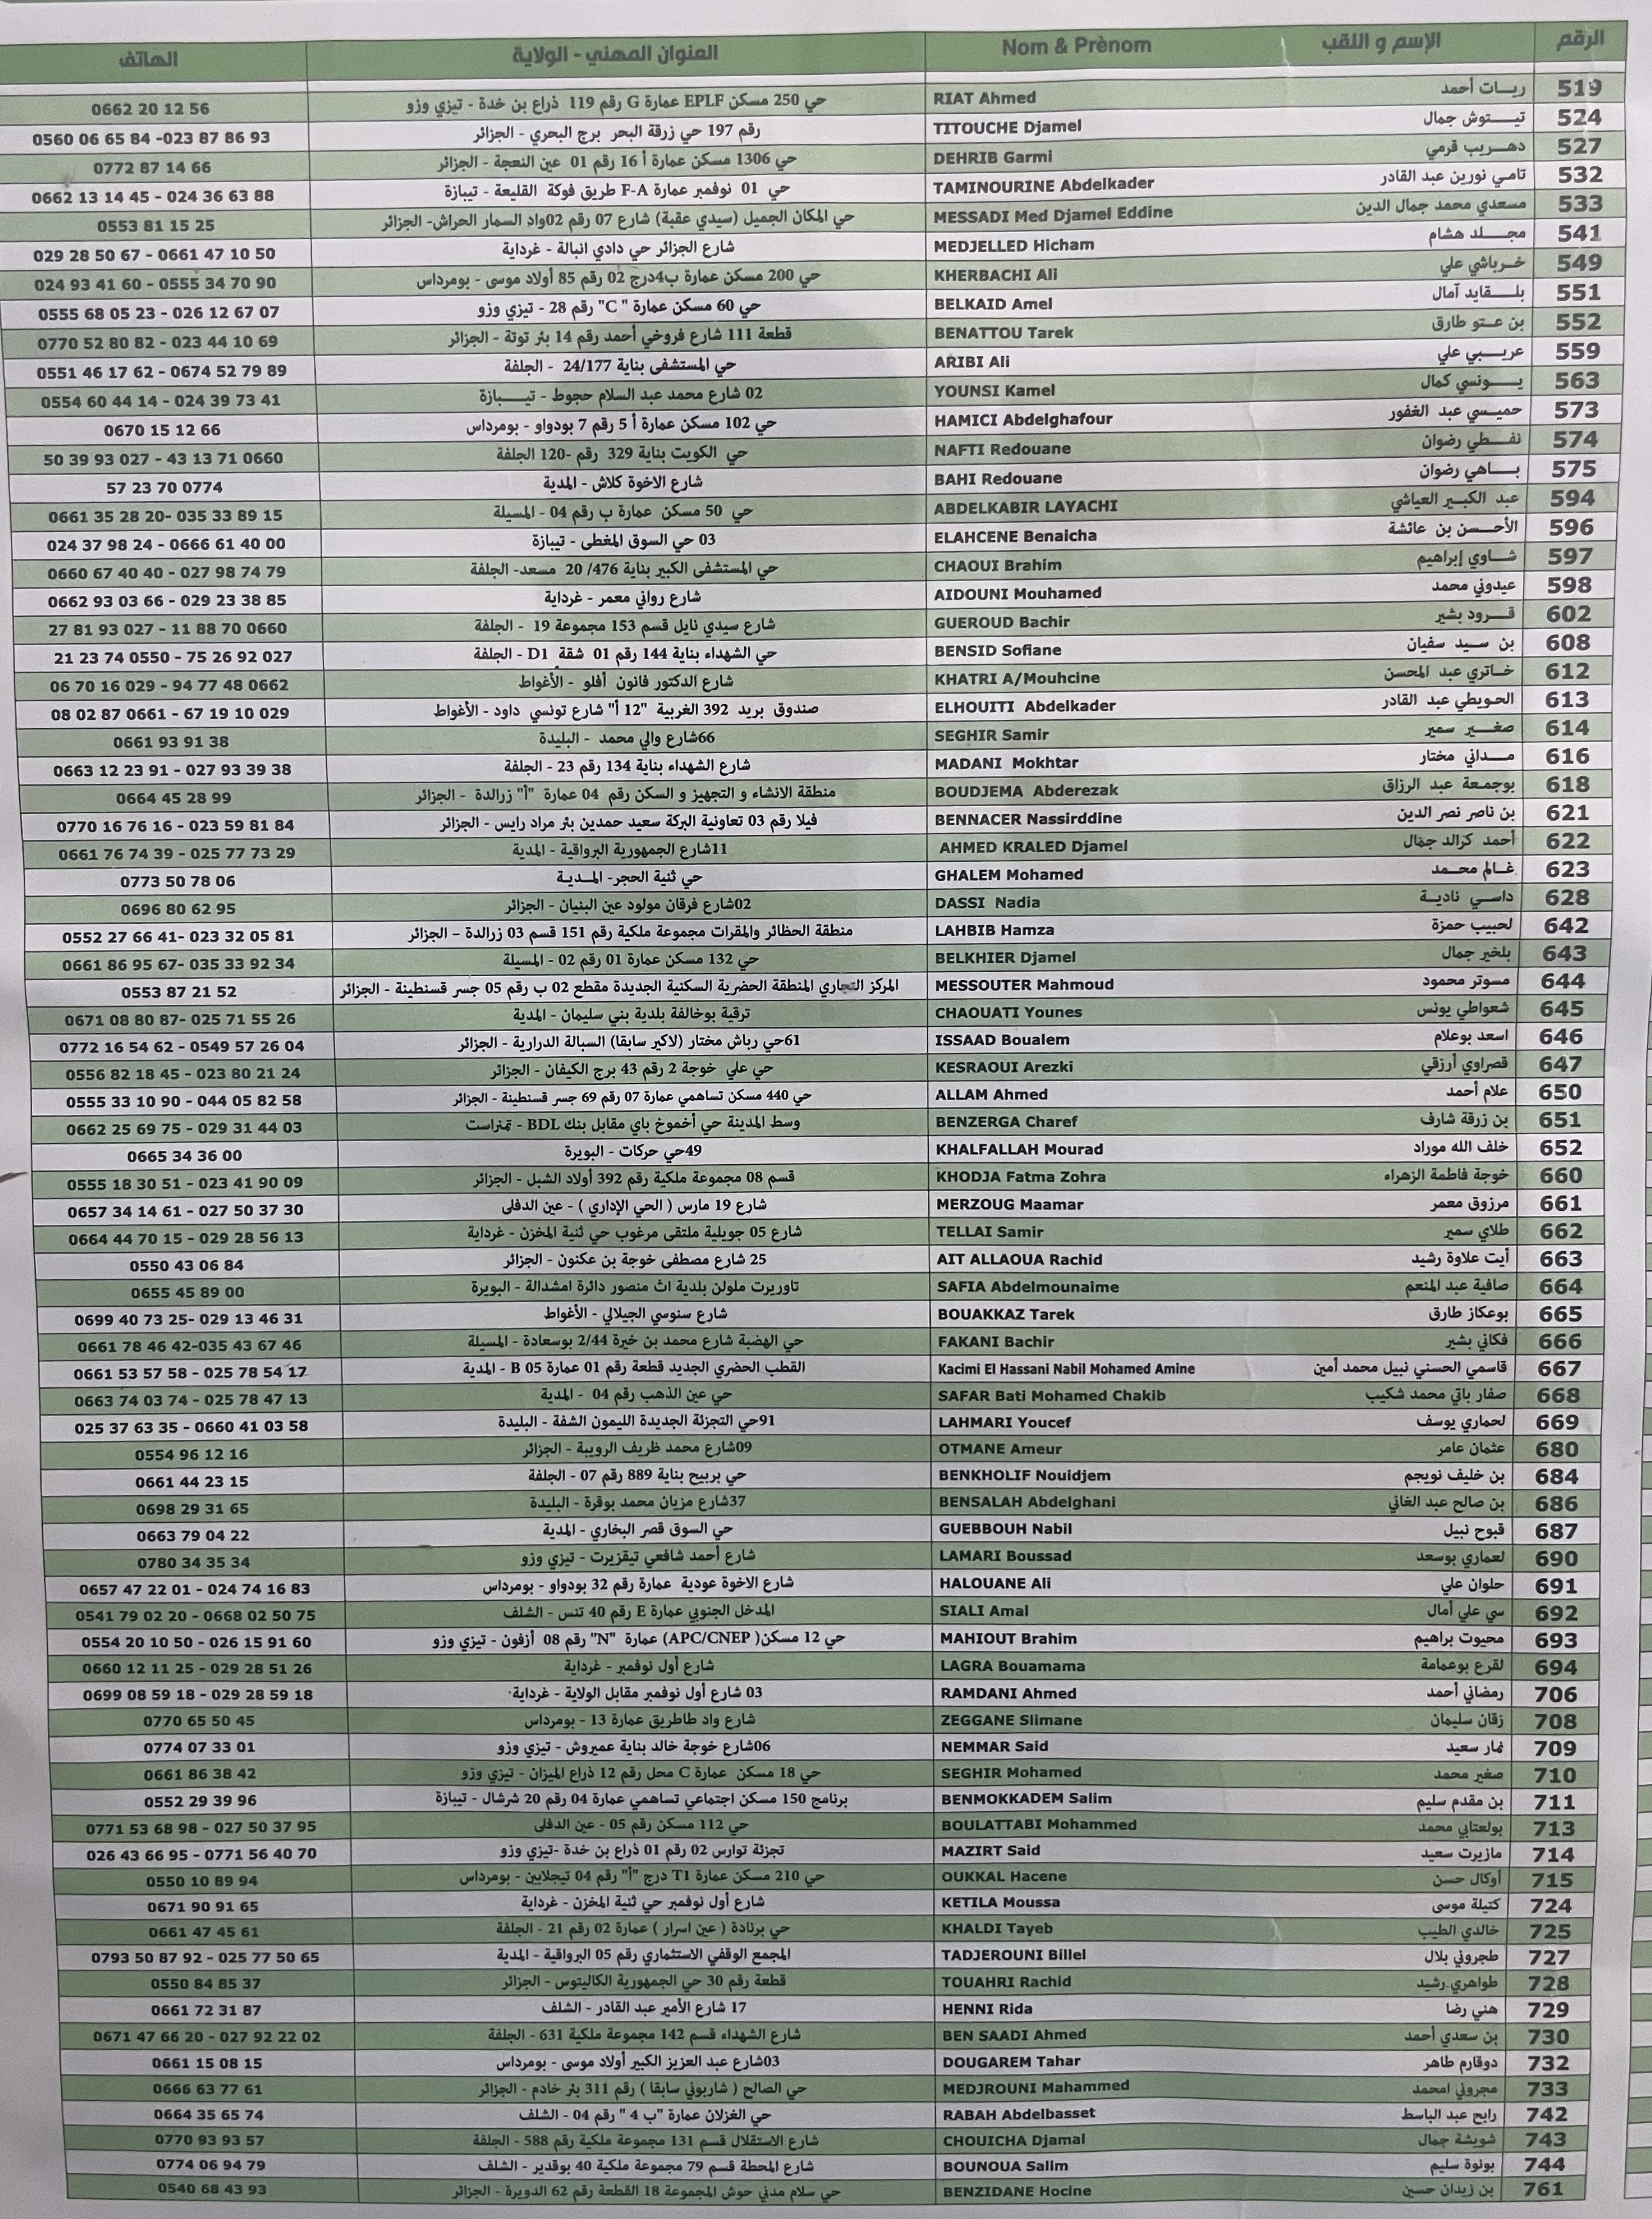 الرقم الإسم و اللقب Nom & Prènom العنوان المهني - الولاية الهاتف
519 ريـات أحمد RIAT Ahmed حي 250 مسكن EPLF عمارة G رقم 119 ذراع بن خدة - تيزي وزو 0662 20 12 56
524 تيـتوش جمال TITOUCHE Djamel رقم 197 حي زرقة البحر برج البحري - الجزائر 0560 06 65 84 -023 87 86 93
527 دهـريب قرمي DEHRIB Garmi حي 1306 مسكن عمارة أ 16 رقم 01 عين النعجة - الجزائر 0772 87 14 66
532 تامي نورين عبد القادر TAMINOURINE Abdelkader حي 01 نوفمبر عمارة F-A طريق فوكة القليعة - تيبازة 0662 13 14 45 - 024 36 63 88
533 مسعدي محمد جمال الدين MESSADI Med Djamel Eddine حي المكان الجميل (سيدي عقبة) شارع 07 رقم 02واد السمار الحراش- الجزائر 0553 81 15 25
541 مجـلد هشام MEDJELLED Hicham شارع الجزائر حي دادي انبالة - غرداية 029 28 50 67 - 0661 47 10 50
549 خـرباشي علي KHERBACHI Ali حي 200 مسكن عمارة ب4درج 02 رقم 85 أولاد موسى - بومرداس 024 93 41 60 - 0555 34 70 90
551 بلـقايد آمال BELKAID Amel حي 60 مسكن عمارة " C" رقم 28 - تيزي وزو 0555 68 05 23 - 026 12 67 07
552 بن عـتو طارق BENATTOU Tarek قطعة 111 شارع فروخي أحمد رقم 14 بئر توتة - الجزائر 0770 52 80 82 - 023 44 10 69
559 عريـبي علي ARIBI Ali حي المستشفى بناية 24/177 - الجلفة 0551 46 17 62 - 0674 52 79 89
563 يـونسي كمال YOUNSI Kamel 02 شارع محمد عبد السلام حجوط - تيـبازة 0554 60 44 14 - 024 39 73 41
573 حميـسي عبد الغفور HAMICI Abdelghafour حي 102 مسكن عمارة أ 5 رقم 7 بودواو - بومرداس 0670 15 12 66
574 نفـطي رضوان NAFTI Redouane حي الكويت بناية 329 رقم -120 الجلفة 50 39 93 027 - 43 13 71 0660
575 بـاهي رضوان BAHI Redouane شارع الاخوة كلاش - المدية 57 23 70 0774
594 عبد الكبـير العياشي ABDELKABIR LAYACHI حي 50 مسكن عمارة ب رقم 04 - المسيلة 0661 35 28 20- 035 33 89 15
596 الأحـسن بن عائشة ELAHCENE Benaicha 03 حي السوق المغطى - تيبازة 024 37 98 24 - 0666 61 40 00
597 شـاوي إبراهيم CHAOUI Brahim حي المستشفى الكبير بناية 476/ 20 مسعد- الجلفة 0660 67 40 40 - 027 98 74 79
598 عيدوني محمد AIDOUNI Mouhamed شارع رواني معمر - غرداية 0662 93 03 66 - 029 23 38 85
602 قـرود بشير GUEROUD Bachir شارع سيدي نايل قسم 153 مجموعة 19 - الجلفة 27 81 93 027 - 11 88 70 0660
608 بن سـيد سفيان BENSID Sofiane حي الشهداء بناية 144 رقم 01 شقة D1 - الجلفة 21 23 74 0550 - 75 26 92 027
612 خـاتري عبد المحسن KHATRI A/Mouhcine شارع الدكتور فانون أفلو - الأغواط 06 70 16 029 - 94 77 48 0662
613 الحـويطي عبد القادر ELHOUITI Abdelkader صندوق بريد 392 الغربية "12 أ" شارع تونسي داود - الأغواط 08 02 87 0661 - 67 19 10 029
614 صغـير سمير SEGHIR Samir 66شارع والي محمد - البليدة 0661 93 91 38
616 مـداني مختار MADANI Mokhtar شارع الشهداء بناية 134 رقم 23 - الجلفة 0663 12 23 91 - 027 93 39 38
618 بوجمـعة عبد الرزاق BOUDJEMA Abderezak منطقة الانشاء و التجهيز و السكن رقم 04 عمارة "أ" زرالدة - الجزائر 0664 45 28 99
621 بن ناصر نصر الدين BENNACER Nassirddine فيلا رقم 03 تعاونية البركة سعيد حمدين بئر مراد رايس - الجزائر 0770 16 76 16 - 023 59 81 84
622 أحمد كرالد جمال AHMED KRALED Djamel 11شارع الجمهورية البرواقية - المدية 0661 76 74 39 - 025 77 73 29
623 غـالم محـمد GHALEM Mohamed حي ثنية الحجر- المـديـة 0773 50 78 06
628 داسـي ناديـة DASSI Nadia 02شارع فرقان مولود عين البنيان - الجزائر 0696 80 62 95
642 لحبيب حمزة LAHBIB Hamza منطقة الحظائر والمقرات مجموعة ملكية رقم 151 قسم 03 زرالدة - الجزائر 0552 27 66 41- 023 32 05 81
643 بلخير جمال BELKHIER Djamel حي 132 مسكن عمارة 01 رقم 02 - المسيلة 0661 86 95 67- 035 33 92 34
644 مسوتر محمود MESSOUTER Mahmoud المركز التجاري المنطقة الحضرية السكنية الجديدة مقطع 02 ب رقم 05 جسر قسنطينة - الجزائر 0553 87 21 52
645 شعواطي يونس CHAOUATI Younes ترقية بوخالفة بلدية بني سليمان - المدية 0671 08 80 87- 025 71 55 26
646 اسعد بوعلام ISSAAD Boualem 61حي رباش مختار (لاكير سابقا) السبالة الدرارية - الجزائر 0772 16 54 62 - 0549 57 26 04
647 قصراوي أرزقي KESRAOUI Arezki حي علي خوجة 2 رقم 43 برج الكيفان - الجزائر 0556 82 18 45 - 023 80 21 24
650 علام أحمد ALLAM Ahmed حي 440 مسكن تساهمي عمارة 07 رقم 69 جسر قسنطينة - الجزائر 0555 33 10 90 - 044 05 82 58
651 بن زرقة شارف BENZERGA Charef وسط المدينة حي أخموخ باي مقابل بنك BDL - تمنراست 0662 25 69 75 - 029 31 44 03
652 خلف الله موراد KHALFALLAH Mourad 49حي حركات - البويرة 0665 34 36 00
660 خوجة فاطمة الزهراء KHODJA Fatma Zohra قسم 08 مجموعة ملكية رقم 392 أولاد الشبل - الجزائر 0555 18 30 51 - 023 41 90 09
661 مرزوق معمر MERZOUG Maamar شارع 19 مارس ( الحي الإداري ) - عين الدفلى 0657 34 14 61 - 027 50 37 30
662 طلاي سمير TELLAI Samir شارع 05 جويلية ملتقى مرغوب حي ثنية المخزن - غرداية 0664 44 70 15 - 029 28 56 13
663 أيت علاوة رشيد AIT ALLAOUA Rachid 25 شارع مصطفى خوجة بن عكنون - الجزائر 0550 43 06 84
664 صافية عبد المنعم SAFIA Abdelmounaime تاوريرت ملولن بلدية اث منصور دائرة امشدالة - البويرة 0655 45 89 00
665 بوعكاز طارق BOUAKKAZ Tarek شارع سنوسي الجيلالي - الأغواط 0699 40 73 25- 029 13 46 31
666 فكاني بشير FAKANI Bachir حي الهضبة شارع محمد بن خيرة 2/44 بوسعادة - المسيلة 0661 78 46 42-035 43 67 46
667 قاسمي الحسني نبيل محمد أمين Kacimi El Hassani Nabil Mohamed Amine القطب الحضري الجديد قطعة رقم 01 عمارة B 05 - المدية 0661 53 57 58 - 025 78 54 17
668 صفار باتي محمد شكيب SAFAR Bati Mohamed Chakib حي عين الذهب رقم 04 - المدية 0663 74 03 74 - 025 78 47 13
669 لحماري يوسف LAHMARI Youcef 91حي التجزئة الجديدة الليمون الشفة - البليدة 025 37 63 35 - 0660 41 03 58
680 عثمان عامر OTMANE Ameur 09شارع محمد ظريف الرويبة - الجزائر 0554 96 12 16
684 بن خليف نويجم BENKHOLIF Nouidjem حي بربيح بناية 889 رقم 07 - الجلفة 0661 44 23 15
686 بن صالح عبد الغاني BENSALAH Abdelghani 37شارع مزيان محمد بوقرة - البليدة 0698 29 31 65
687 قبوح نبيل GUEBBOUH Nabil حي السوق قصر البخاري - المدية 0663 79 04 22
690 لعماري بوسعد LAMARI Boussad شارع أحمد شافعي تيقزيرت - تيزي وزو 0780 34 35 34
691 حلوان علي HALOUANE Ali شارع الاخوة عودية عمارة رقم 32 بودواو - بومرداس 0657 47 22 01 - 024 74 16 83
692 سي علي أمال SIALI Amal المدخل الجنوبي عمارة E رقم 40 تنس - الشلف 0541 79 02 20 - 0668 02 50 75
693 محيوت براهيم MAHIOUT Brahim حي 12 مسكن( APC/CNEP) عمارة "N" رقم 08 أزفون - تيزي وزو 0554 20 10 50 - 026 15 91 60
694 لقرع بوعمامة LAGRA Bouamama شارع أول نوفمبر - غرداية 0660 12 11 25 - 029 28 51 26
706 رمضاني أحمد RAMDANI Ahmed 03 شارع أول نوفمبر مقابل الولاية - غرداية 0699 08 59 18 - 029 28 59 18
708 زقان سليمان ZEGGANE Slimane شارع واد طاطريق عمارة 13 - بومرداس 0770 65 50 45
709 نمار سعيد NEMMAR Said 06شارع خوجة خالد بناية عميروش - تيزي وزو 0774 07 33 01
710 صغير محمد SEGHIR Mohamed حي 18 مسكن عمارة C محل رقم 12 ذراع الميزان - تيزي وزو 0661 86 38 42
711 بن مقدم سليم BENMOKKADEM Salim برنامج 150 مسكن اجتماعي تساهمي عمارة 04 رقم 20 شرشال - تيبازة 0552 29 39 96
713 بولعتابي محمد BOULATTABI Mohammed حي 112 مسكن رقم 05 - عين الدفلى 0771 53 68 98 - 027 50 37 95
714 مازيرت سعيد MAZIRT Said تجزئة توارس 02 رقم 01 ذراع بن خدة -تيزي وزو 026 43 66 95 - 0771 56 40 70
715 أوكال حسن OUKKAL Hacene حي 210 مسكن عمارة T1 درج "أ" رقم 04 تيجلابين - بومرداس 0550 10 89 94
724 كتيلة موسى KETILA Moussa شارع أول نوفمبر حي ثنية المخزن - غرداية 0671 90 91 65
725 خالدي الطيب KHALDI Tayeb حي برنادة ( عين اسرار ) عمارة 02 رقم 21 - الجلفة 0661 47 45 61
727 طجروني بلال TADJEROUNI Billel المجمع الوقفي الاستثماري رقم 05 البرواقية - المدية 0793 50 87 92 - 025 77 50 65
728 طواهري رشيد TOUAHRI Rachid قطعة رقم 30 حي الجمهورية الكاليتوس - الجزائر 0550 84 85 37
729 هني رضا HENNI Rida 17 شارع الأمير عبد القادر - الشلف 0661 72 31 87
730 بن سعدي أحمد BEN SAADI Ahmed شارع الشهداء قسم 142 مجموعة ملكية 631 - الجلفة 0671 47 66 20 - 027 92 22 02
732 دوقارم طاهر DOUGAREM Tahar 03شارع عبد العزيز الكبير أولاد موسى - بومرداس 0661 15 08 15
733 مجروني امحمد MEDJROUNI Mahammed حي الصالح ( شاربوني سابقا ) رقم 311 بئر خادم - الجزائر 0666 63 77 61
742 رابح عبد الباسط RABAH Abdelbasset حي الغزلان عمارة "ب 4 " رقم 04 - الشلف 0664 35 65 74
743 شويشة جمال CHOUICHA Djamal شارع الاستقلال قسم 131 مجموعة ملكية رقم 588 - الجلفة 0770 93 93 57
744 بونوة سليم BOUNOUA Salim شارع المحطة قسم 79 مجموعة ملكية 40 بوقدير - الشلف 0774 06 94 79
761 بن زيدان حسين BENZIDANE Hocine حي سلام مدني حوش المجموعة 18 القطعة رقم 62 الدويرة - الجزائر 0540 68 43 93